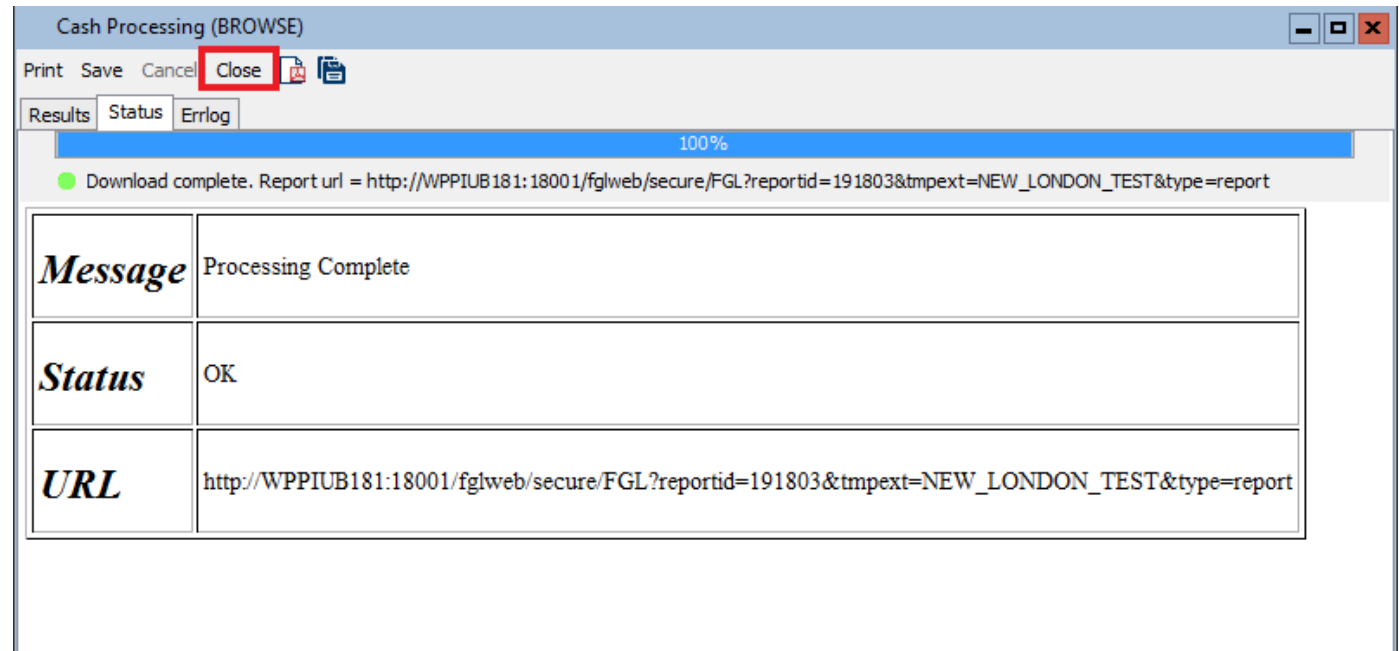 Cash Processing (BROWSE)
Print Save Cancel Close
Results Status Errlog
100%
Download complete. Report url = http://WPPIUB181:18001/fglweb/secure/FGL?reportid=191803&tmpext=NEW_LONDON_TEST&type=report
Message Processing Complete
Status OK
URL http://WPPIUB181:18001/fglweb/secure/FGL?reportid=191803&tmpext=NEW_LONDON_TEST&type=report